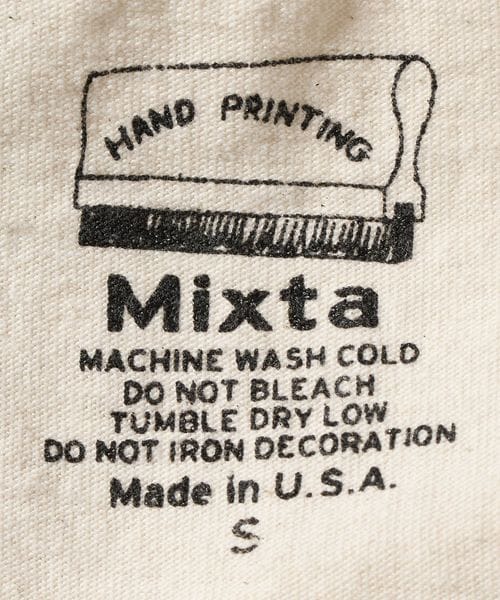 HAND PRINTING
Mixta
MACHINE WASH COLD
DO NOT BLEACH
TUMBLE DRY LOW
DO NOT IRON DECORATION
Made in U.S.A.
S